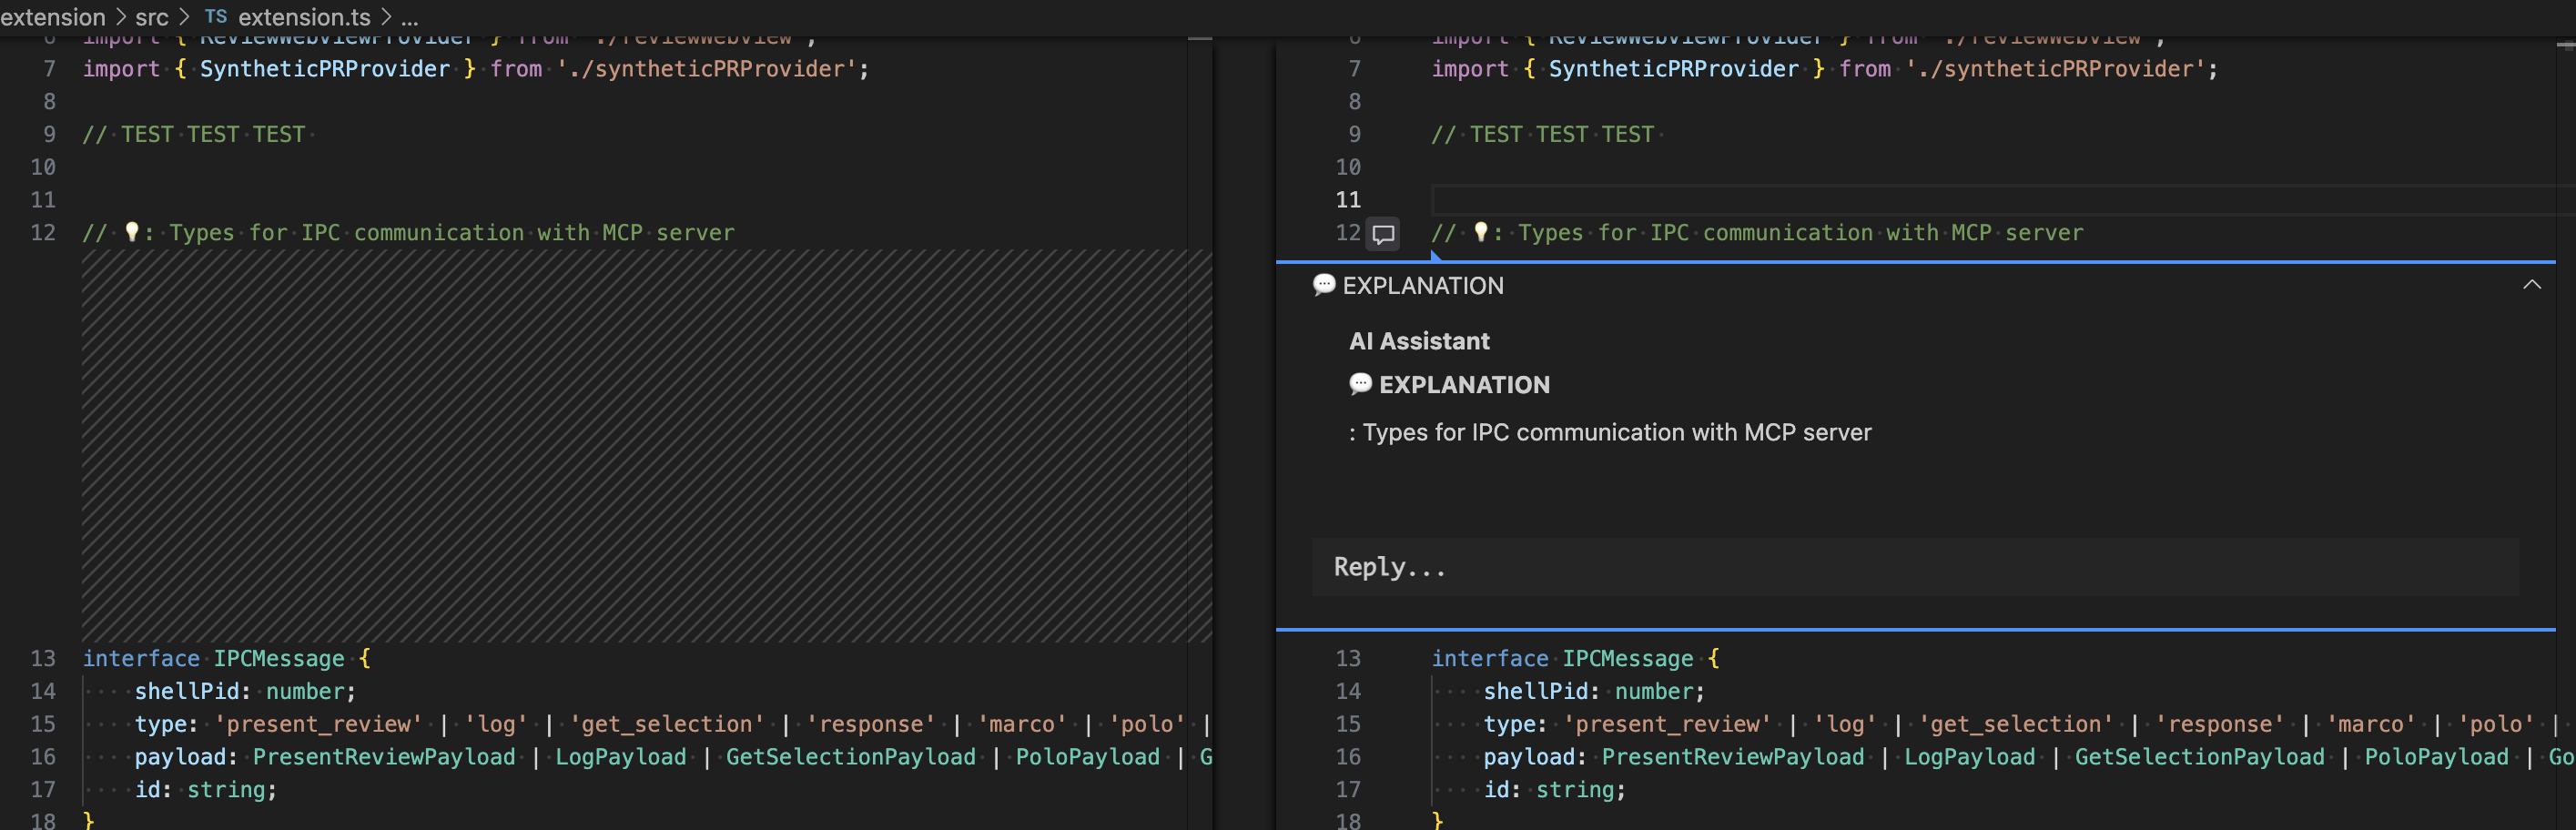 extension > src > TS extension.ts > ...
6 import { ReviewWebviewProvider } from './reviewWebview';
7 import { SyntheticPRProvider } from './syntheticPRProvider';
8
9 // TEST TEST TEST
10
11
12 // 💡: Types for IPC communication with MCP server
13 interface IPCMessage {
14 shellPid: number;
15 type: 'present_review' | 'log' | 'get_selection' | 'response' | 'marco' | 'polo' |
16 payload: PresentReviewPayload | LogPayload | GetSelectionPayload | PoloPayload | G
17 id: string;
18 }
6 import { ReviewWebviewProvider } from './reviewWebview';
7 import { SyntheticPRProvider } from './syntheticPRProvider';
8
9 // TEST TEST TEST
10
11
12 // 💡: Types for IPC communication with MCP server
💬 EXPLANATION
AI Assistant
💬 EXPLANATION
: Types for IPC communication with MCP server
Reply...
13 interface IPCMessage {
14 shellPid: number;
15 type: 'present_review' | 'log' | 'get_selection' | 'response' | 'marco' | 'polo' |
16 payload: PresentReviewPayload | LogPayload | GetSelectionPayload | PoloPayload | Go
17 id: string;
18 }